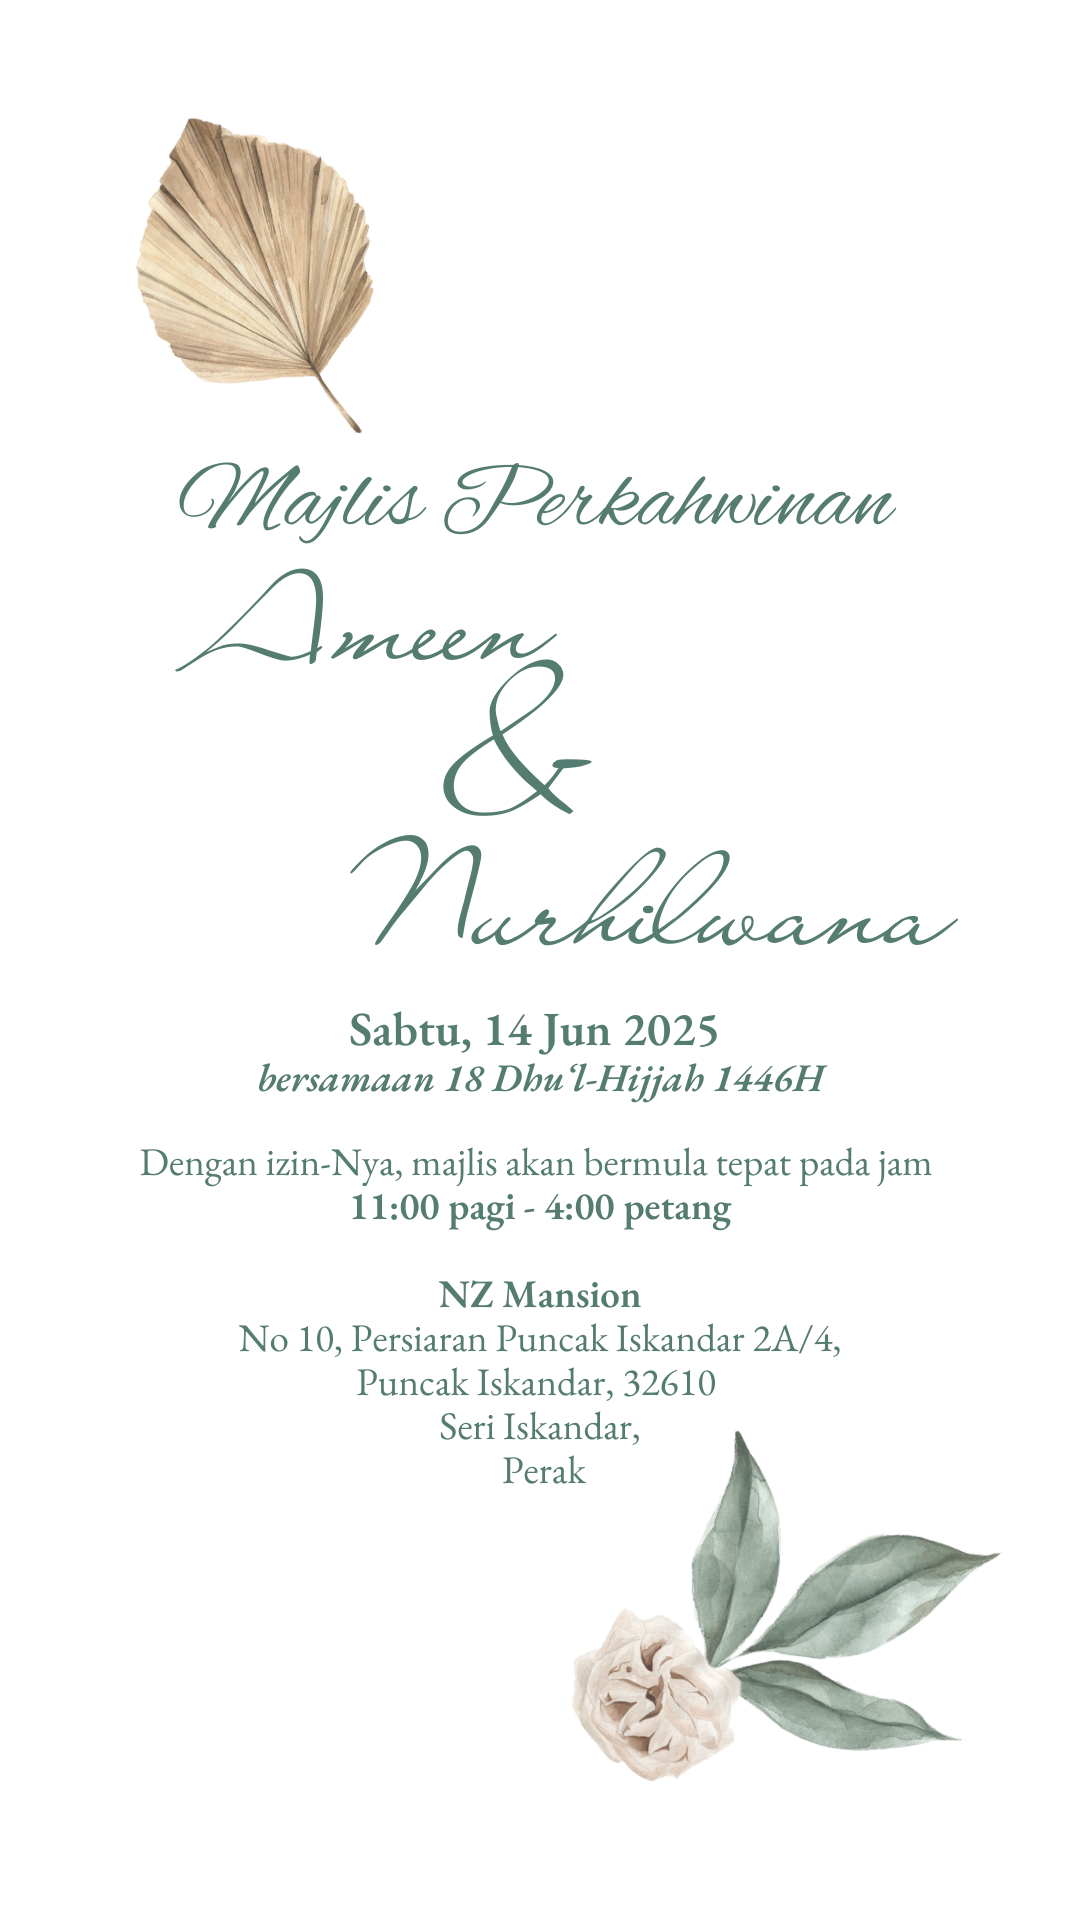 Majlis Perkahwinan
Ameen
&
Nurhilwana
Sabtu, 14 Jun 2025
bersamaan 18 Dhu‘l-Hijjah 1446H
Dengan izin-Nya, majlis akan bermula tepat pada jam
11:00 pagi - 4:00 petang
NZ Mansion
No 10, Persiaran Puncak Iskandar 2A/4,
Puncak Iskandar, 32610
Seri Iskandar,
Perak